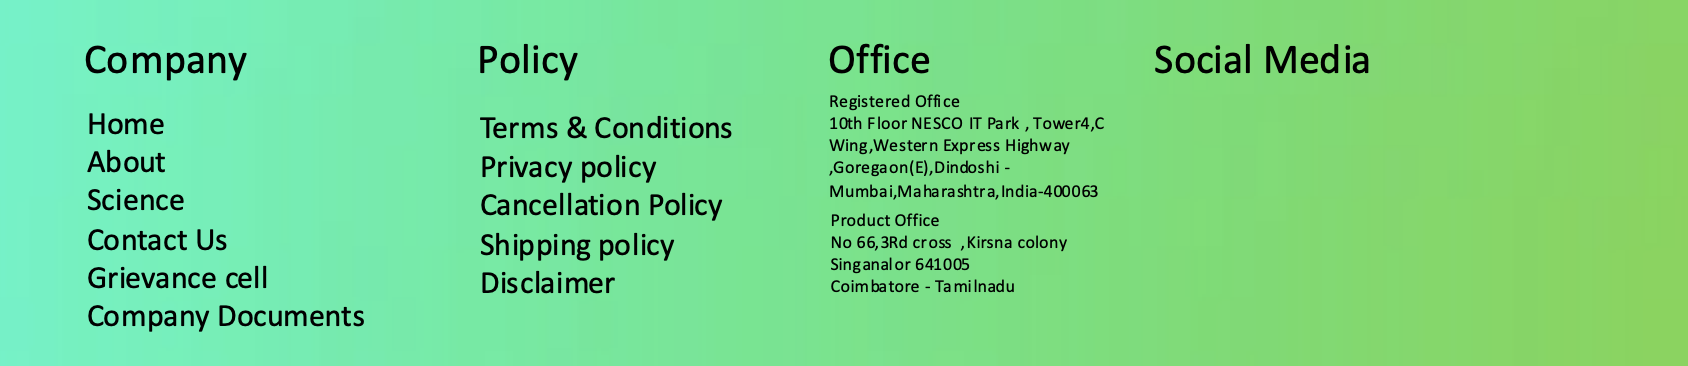 Company
Home
About
Science
Contact Us
Grievance cell
Company Documents
Policy
Terms & Conditions
Privacy policy
Cancellation Policy
Shipping policy
Disclaimer
Office
Registered Office
10th Floor NESCO IT Park , Tower4,C
Wing,Western Express Highway
,Goregaon(E),Dindoshi -
Mumbai,Maharashtra,India-400063
Product Office
No 66,3Rd cross  ,Kirsna colony
Singanalor 641005
Coimbatore - Tamilnadu
Social Media